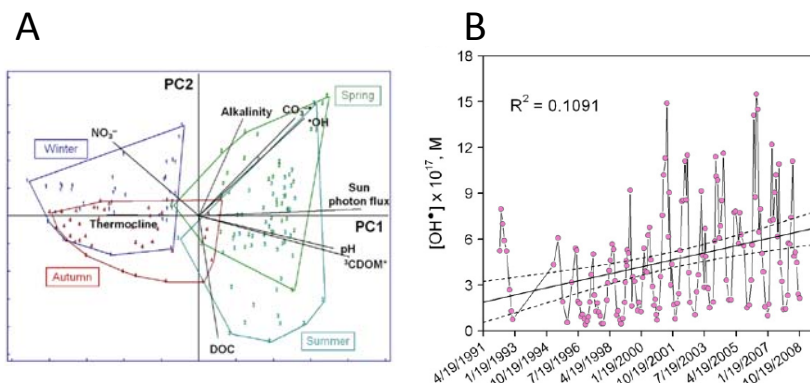 A
PC2
Alkalinity
CO₃⁻•
•OH
Spring
NO₃⁻
Winter
Sun
photon flux
Thermocline
PC1
pH
³CDOM*
Autumn
Summer
DOC
B
18
15
12
9
6
3
0
R² = 0.1091
[OH•] x 10¹⁷, M
4/19/1991
7/19/1993
10/19/1994
7/19/1996
4/19/1998
1/19/2000
10/19/2001
7/19/2003
4/19/2005
1/19/2007
10/19/2008